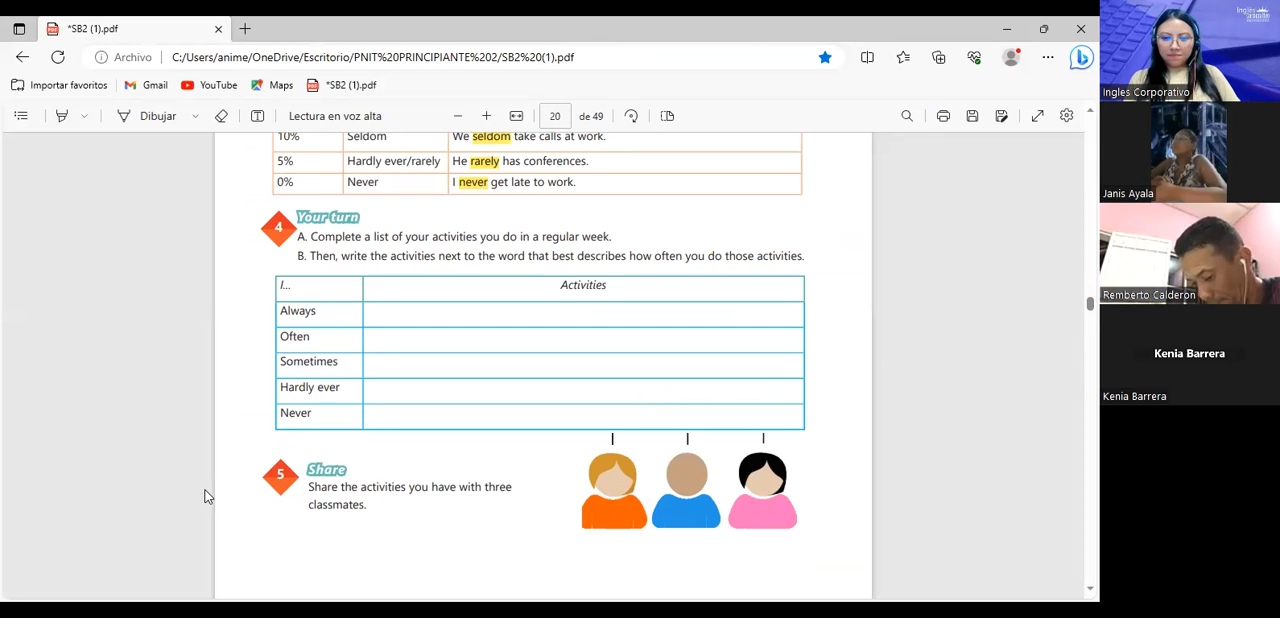 *SB2 (1).pdf
Archivo C:/Users/anime/OneDrive/Escritorio/PNIT%20PRINCIPIANTE%202/SB2%20(1).pdf
Importar favoritos Gmail YouTube Maps *SB2 (1).pdf
Dibujar Lectura en voz alta 20 de 49
10% Seldom We seldom take calls at work.
5% Hardly ever/rarely He rarely has conferences.
0% Never I never get late to work.
4 Your turn
A. Complete a list of your activities you do in a regular week.
B. Then, write the activities next to the word that best describes how often you do those activities.
I... Activities
Always
Often
Sometimes
Hardly ever
Never
5 Share
Share the activities you have with three
classmates.
Ingles Corporativo
Janis Ayala
Remberto Calderon
Kenia Barrera
Kenia Barrera